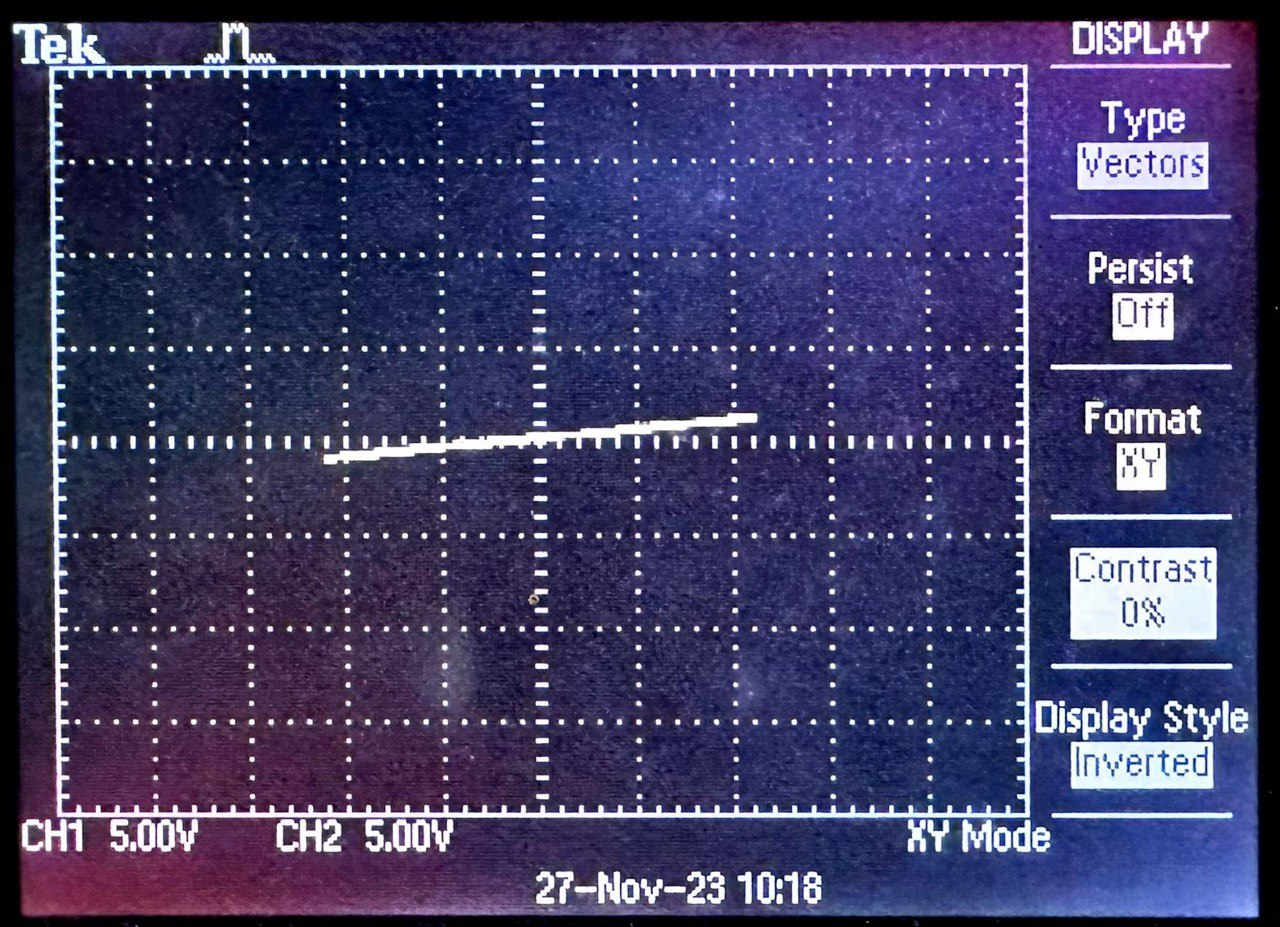 Tek
DISPLAY
Type
Vectors
Persist
Off
Format
XY
Contrast
0%
Display Style
Inverted
CH1 5.00V CH2 5.00V XY Mode
27-Nov-23 10:18